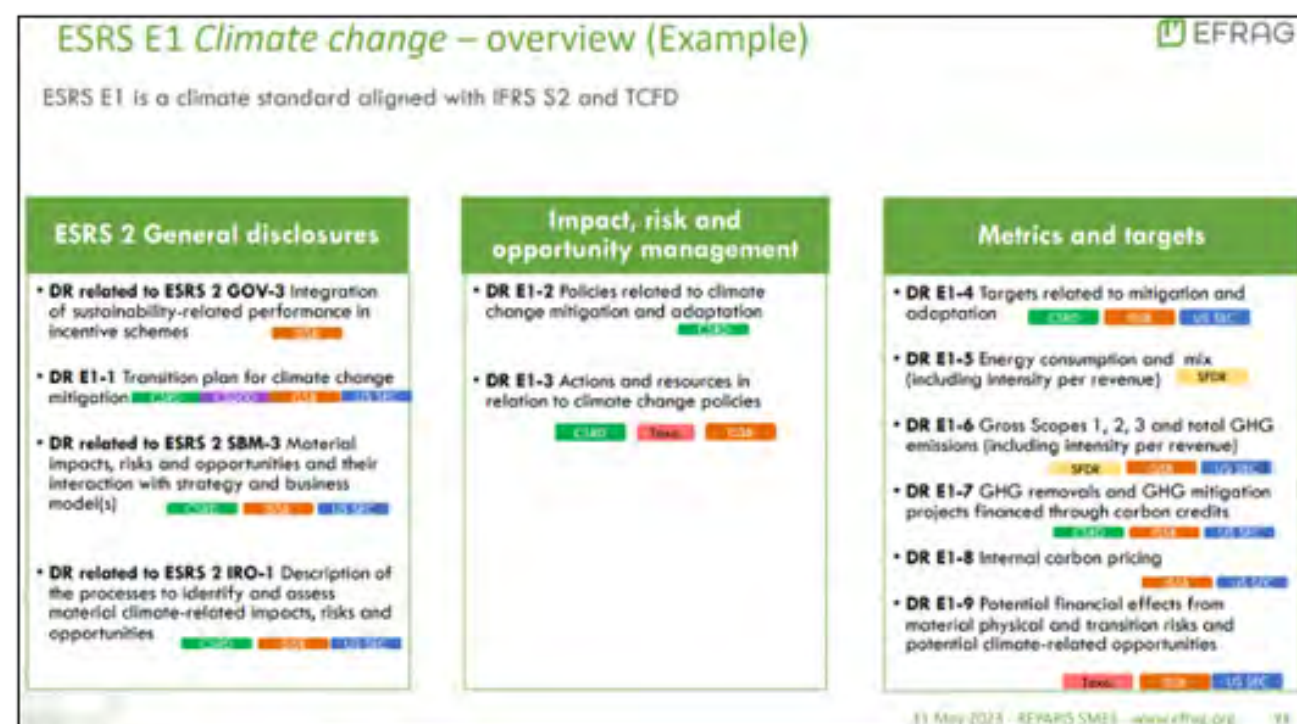 ESRS E1 Climate change – overview (Example)
EFRAG
ESRS E1 is a climate standard aligned with IFRS S2 and TCFD
ESRS 2 General disclosures
• DR related to ESRS 2 GOV-3 Integration
of sustainability-related performance in
incentive schemes ISSB
• DR E1-1 Transition plan for climate change
mitigation CSRD CSDDD ISSB US SEC
• DR related to ESRS 2 SBM-3 Material
impacts, risks and opportunities and their
interaction with strategy and business
model(s) CSRD ISSB US SEC
• DR related to ESRS 2 IRO-1 Description of
the processes to identify and assess
material climate-related impacts, risks and
opportunities CSRD ISSB US SEC
Impact, risk and
opportunity management
• DR E1-2 Policies related to climate
change mitigation and adaptation
CSRD
• DR E1-3 Actions and resources in
relation to climate change policies
CSRD Taxo. ISSB
Metrics and targets
• DR E1-4 Targets related to mitigation and
adaptation CSRD ISSB US SEC
• DR E1-5 Energy consumption and mix
(including intensity per revenue) SFDR
• DR E1-6 Gross Scopes 1, 2, 3 and total GHG
emissions (including intensity per revenue)
SFDR ISSB US SEC
• DR E1-7 GHG removals and GHG mitigation
projects financed through carbon credits
CSRD ISSB US SEC
• DR E1-8 Internal carbon pricing
ISSB US SEC
• DR E1-9 Potential financial effects from
material physical and transition risks and
potential climate-related opportunities
Taxo. ISSB US SEC
11 May 2023 - REPARIS SMES - www.efrag.org